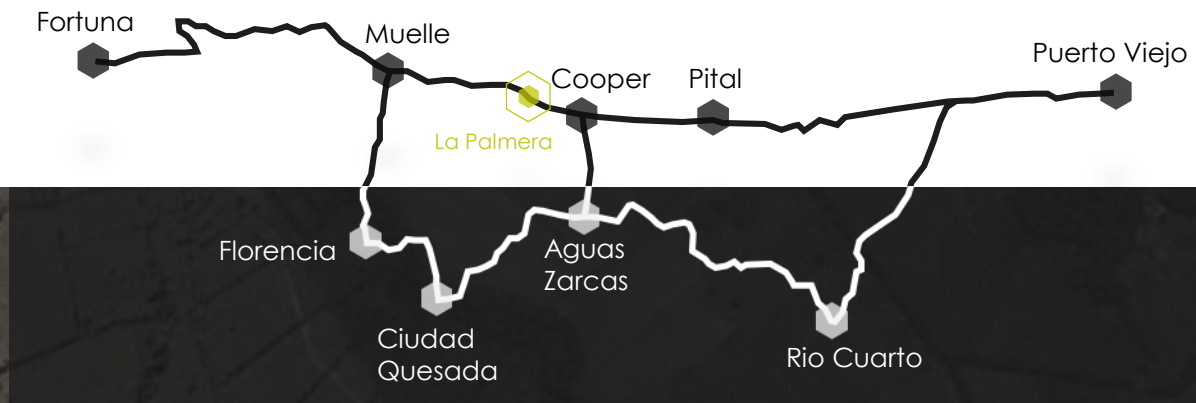 Fortuna
Muelle
Puerto Viejo
Cooper
Pital
La Palmera
Florencia
Aguas
Zarcas
Ciudad
Quesada
Rio Cuarto